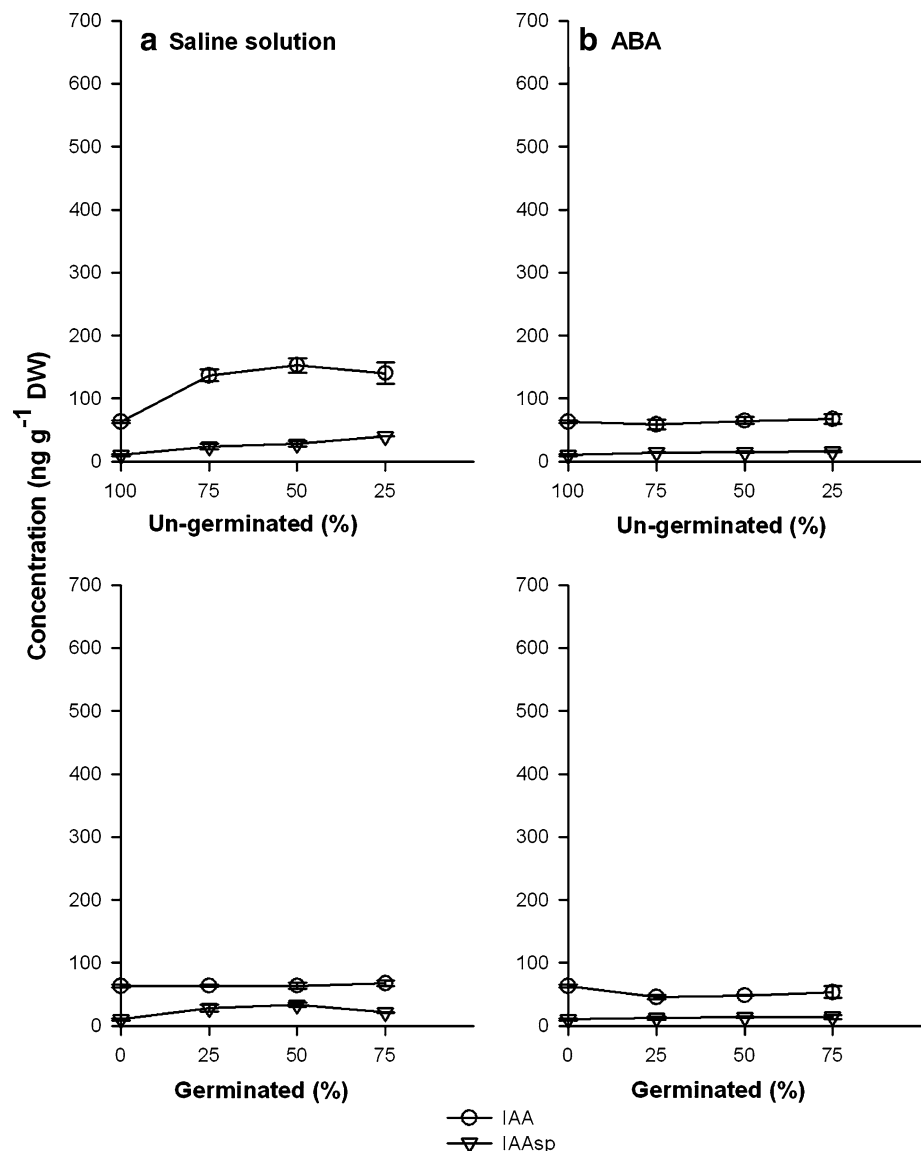 a Saline solution
700
600
500
400
300
200
100
0
100 75 50 25
Un-germinated (%)
b ABA
700
600
500
400
300
200
100
0
100 75 50 25
Un-germinated (%)
Concentration (ng g⁻¹ DW)
700
600
500
400
300
200
100
0
0 25 50 75
Germinated (%)
700
600
500
400
300
200
100
0
0 25 50 75
Germinated (%)
IAA
IAAsp